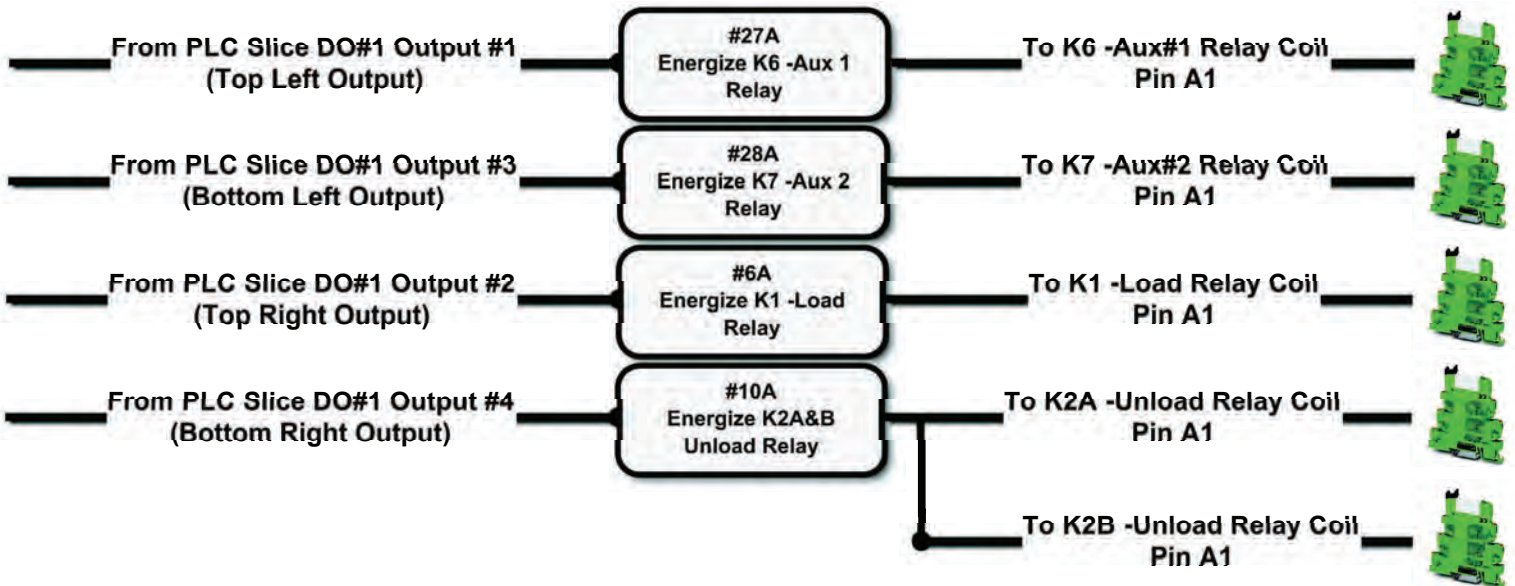 From PLC Slice DO#1 Output #1
(Top Left Output)
#27A
Energize K6 -Aux 1
Relay
To K6 -Aux#1 Relay Coil
Pin A1
From PLC Slice DO#1 Output #3
(Bottom Left Output)
#28A
Energize K7 -Aux 2
Relay
To K7 -Aux#2 Relay Coil
Pin A1
From PLC Slice DO#1 Output #2
(Top Right Output)
#6A
Energize K1 -Load
Relay
To K1 -Load Relay Coil
Pin A1
From PLC Slice DO#1 Output #4
(Bottom Right Output)
#10A
Energize K2A&B
Unload Relay
To K2A -Unload Relay Coil
Pin A1
To K2B -Unload Relay Coil
Pin A1